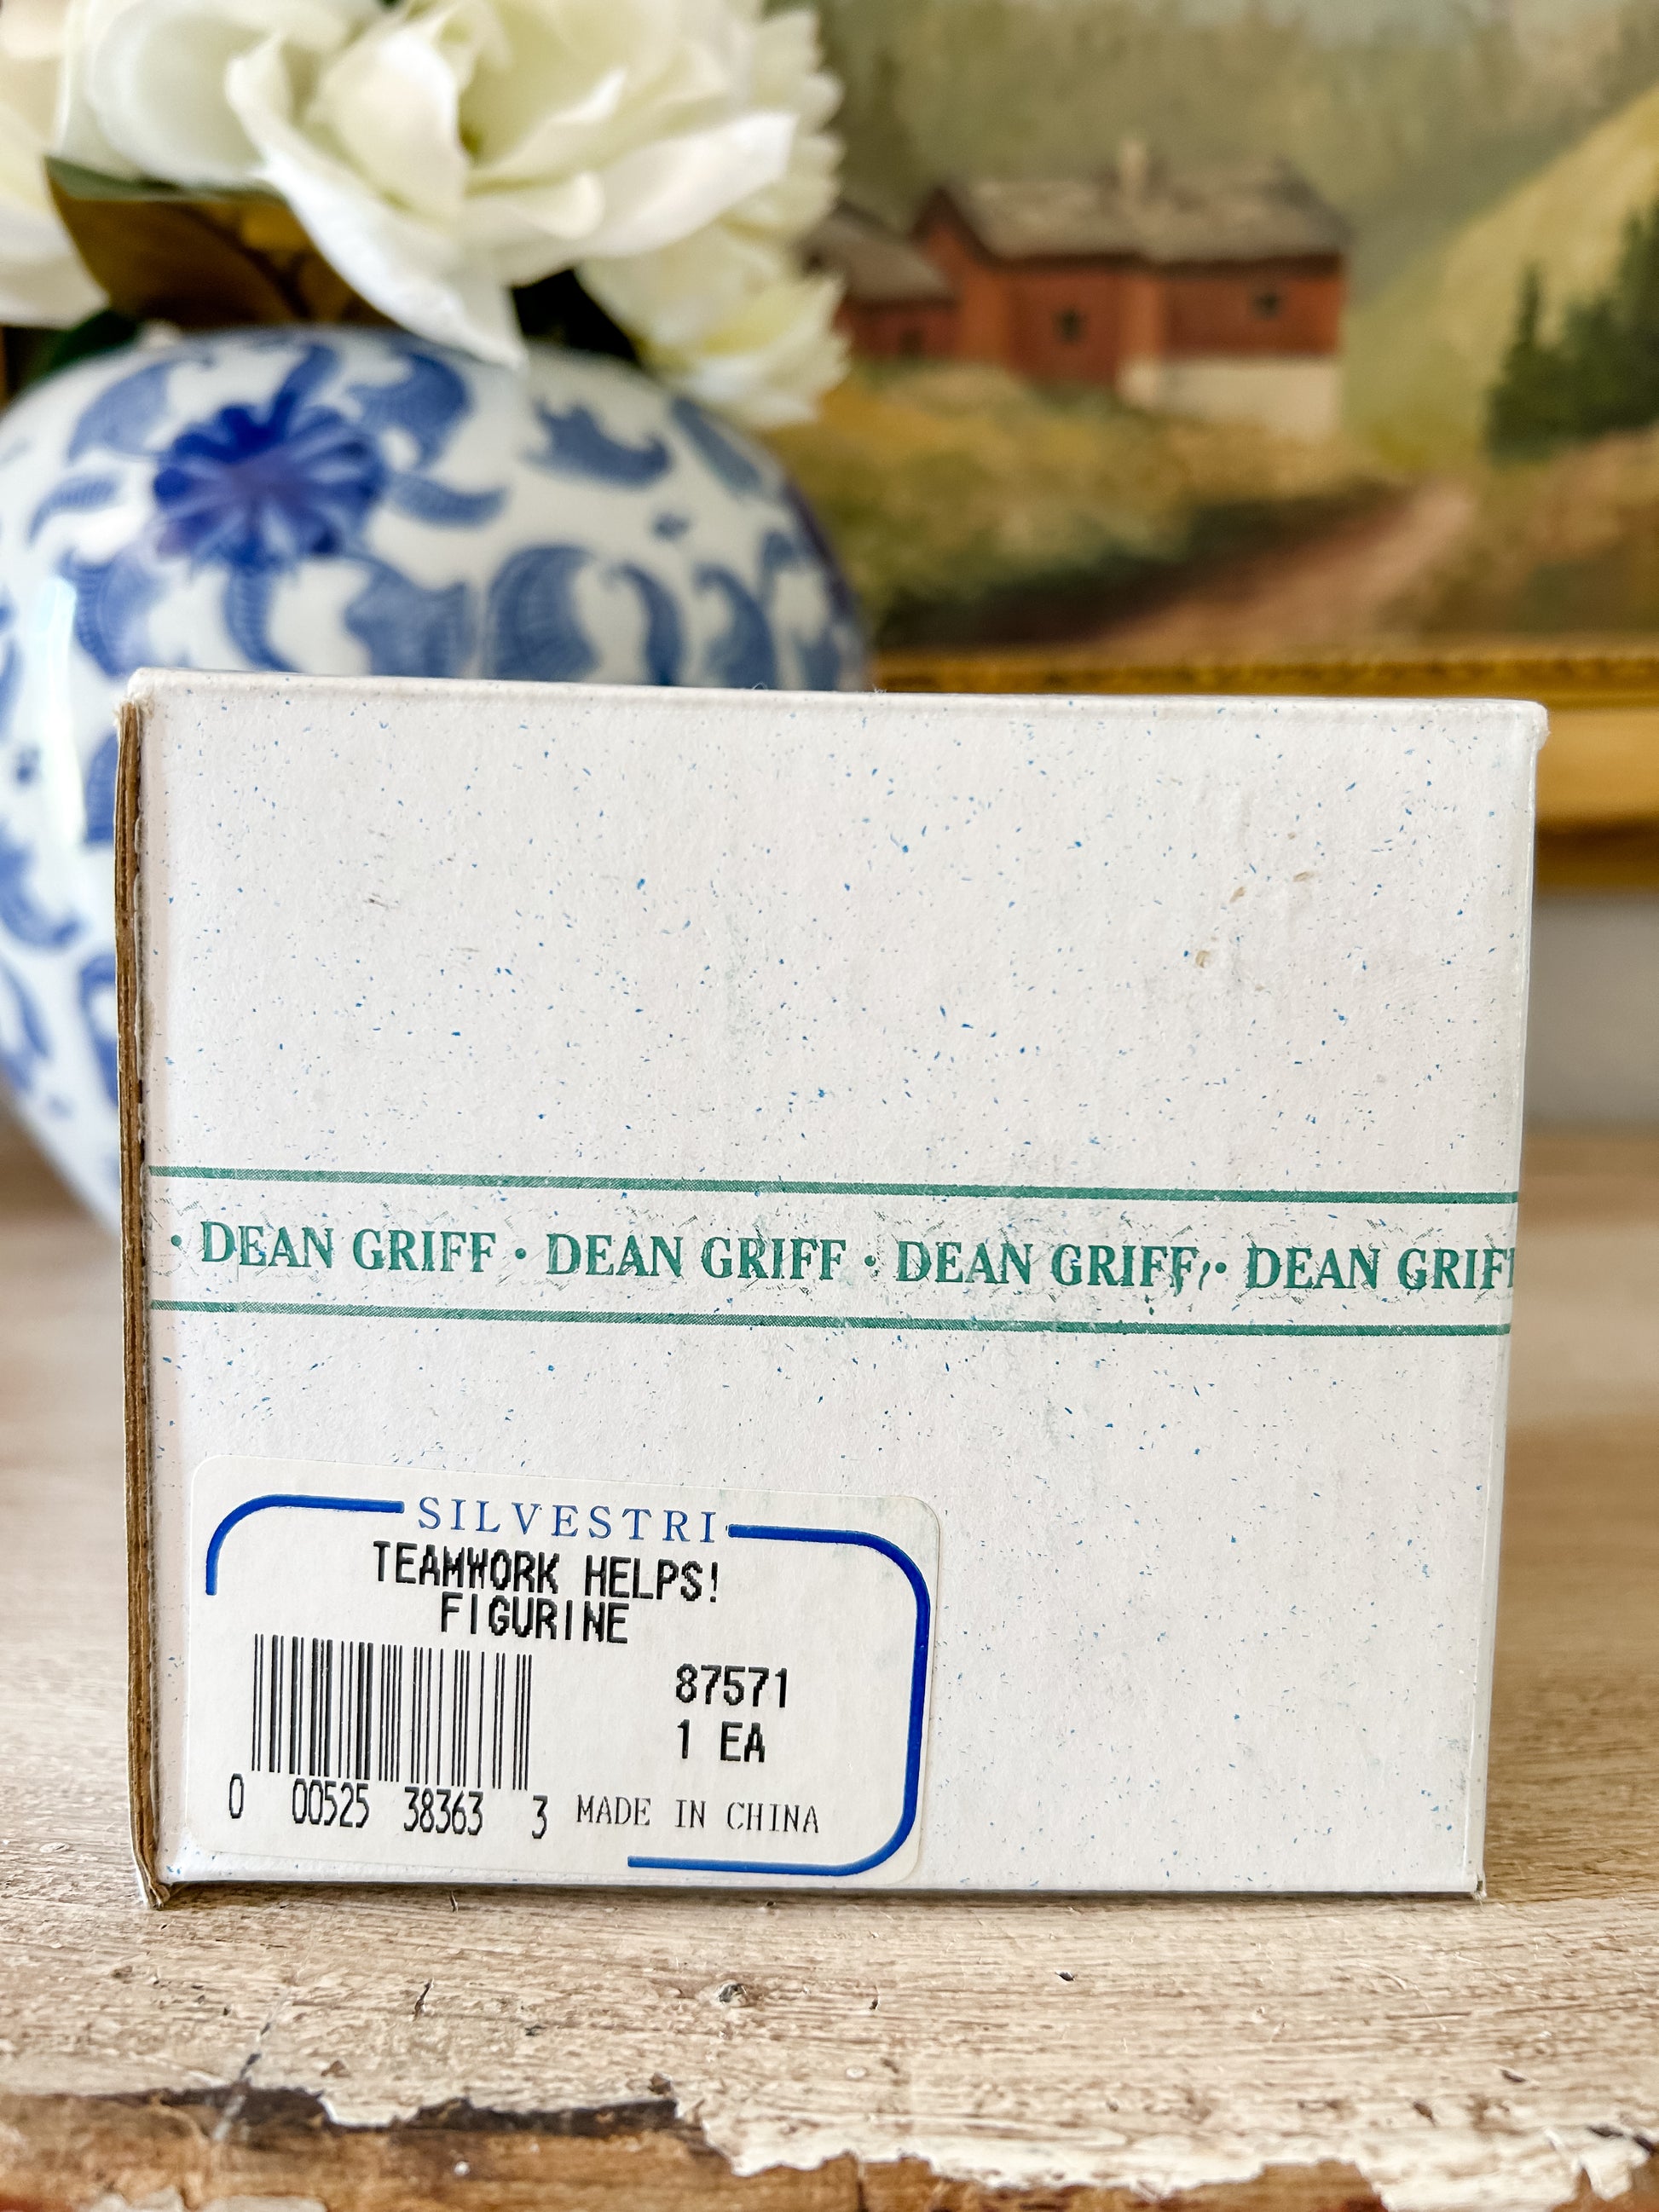 • DEAN GRIFF • DEAN GRIFF • DEAN GRIFF • DEAN GRIFF
SILVESTRI
TEAMWORK HELPS!
FIGURINE
87571
1 EA
0 00525 38363 3 MADE IN CHINA